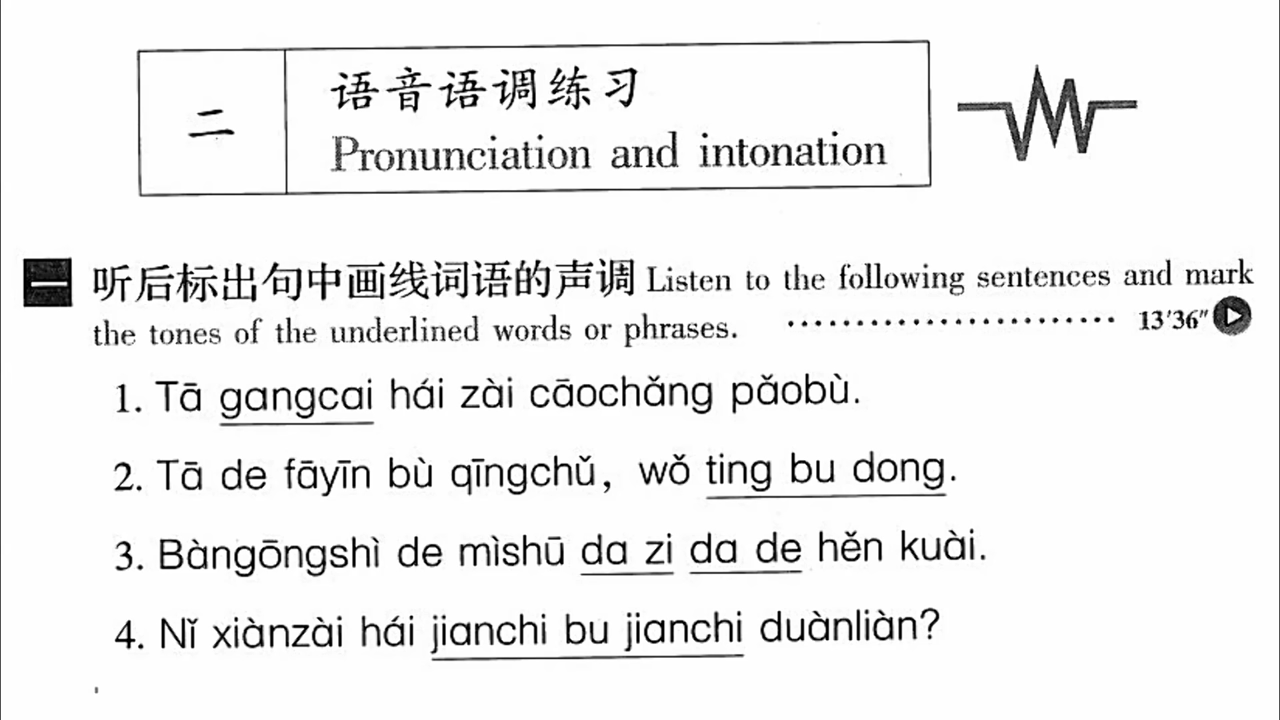 二
语音语调练习
Pronunciation and intonation
一 听后标出句中画线词语的声调 Listen to the following sentences and mark
the tones of the underlined words or phrases. ························ 13′36″
1. Tā gangcai hái zài cāochǎng pǎobù.
2. Tā de fāyīn bù qīngchǔ, wǒ ting bu dong.
3. Bàngōngshì de mìshū da zi da de hěn kuài.
4. Nǐ xiànzài hái jianchi bu jianchi duànliàn?